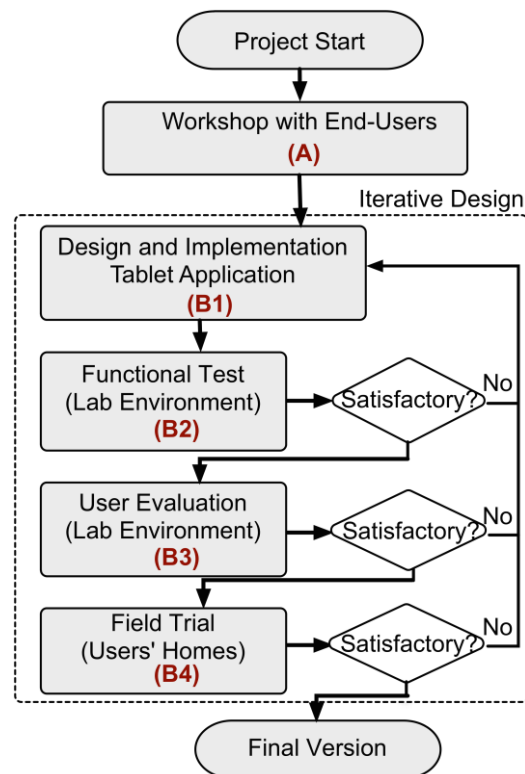 Project Start
Workshop with End-Users
(A)
Iterative Design
Design and Implementation
Tablet Application
(B1)
Functional Test
(Lab Environment)
(B2)
Satisfactory?
No
User Evaluation
(Lab Environment)
(B3)
Satisfactory?
No
Field Trial
(Users' Homes)
(B4)
Satisfactory?
No
Final Version